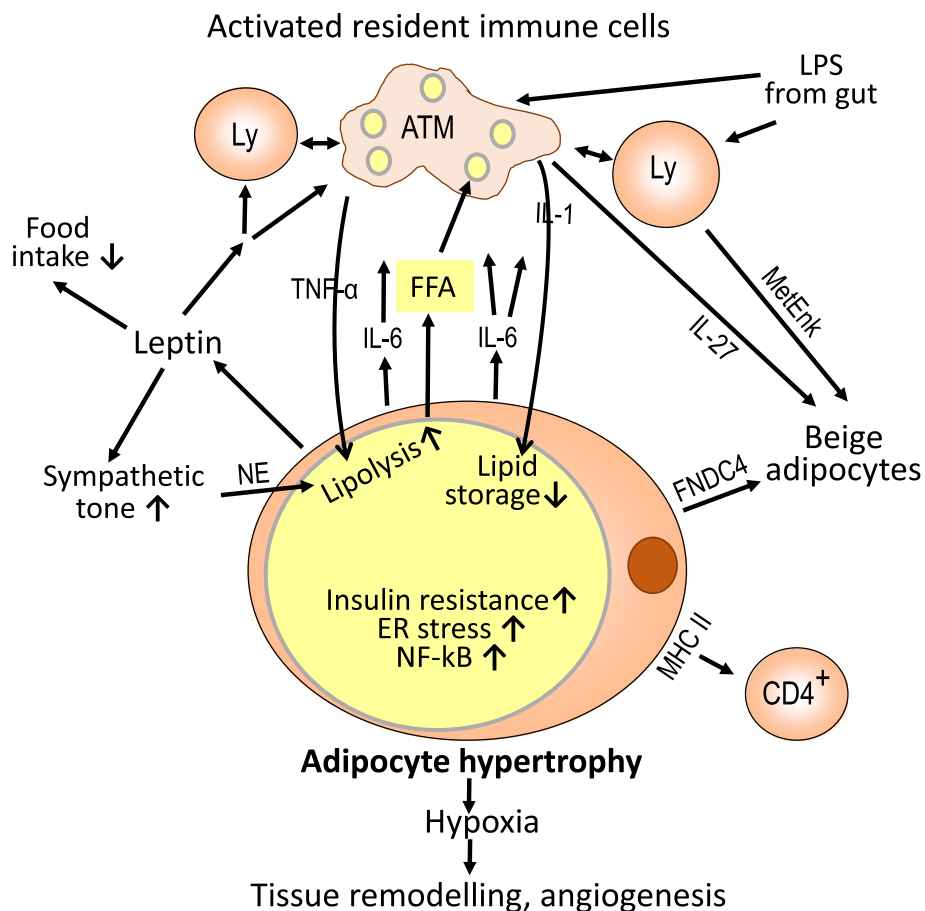 Activated resident immune cells
LPS
from gut
Ly
ATM
Ly
IL-1
Food
intake ↓
TNF-α
FFA
MetEnk
IL-27
Leptin
IL-6
IL-6
Beige
adipocytes
Sympathetic
tone ↑
NE
Lipolysis ↑
Lipid
storage ↓
FNDC4
Insulin resistance ↑
ER stress ↑
NF-kB ↑
MHC II
CD4+
Adipocyte hypertrophy
Hypoxia
Tissue remodelling, angiogenesis